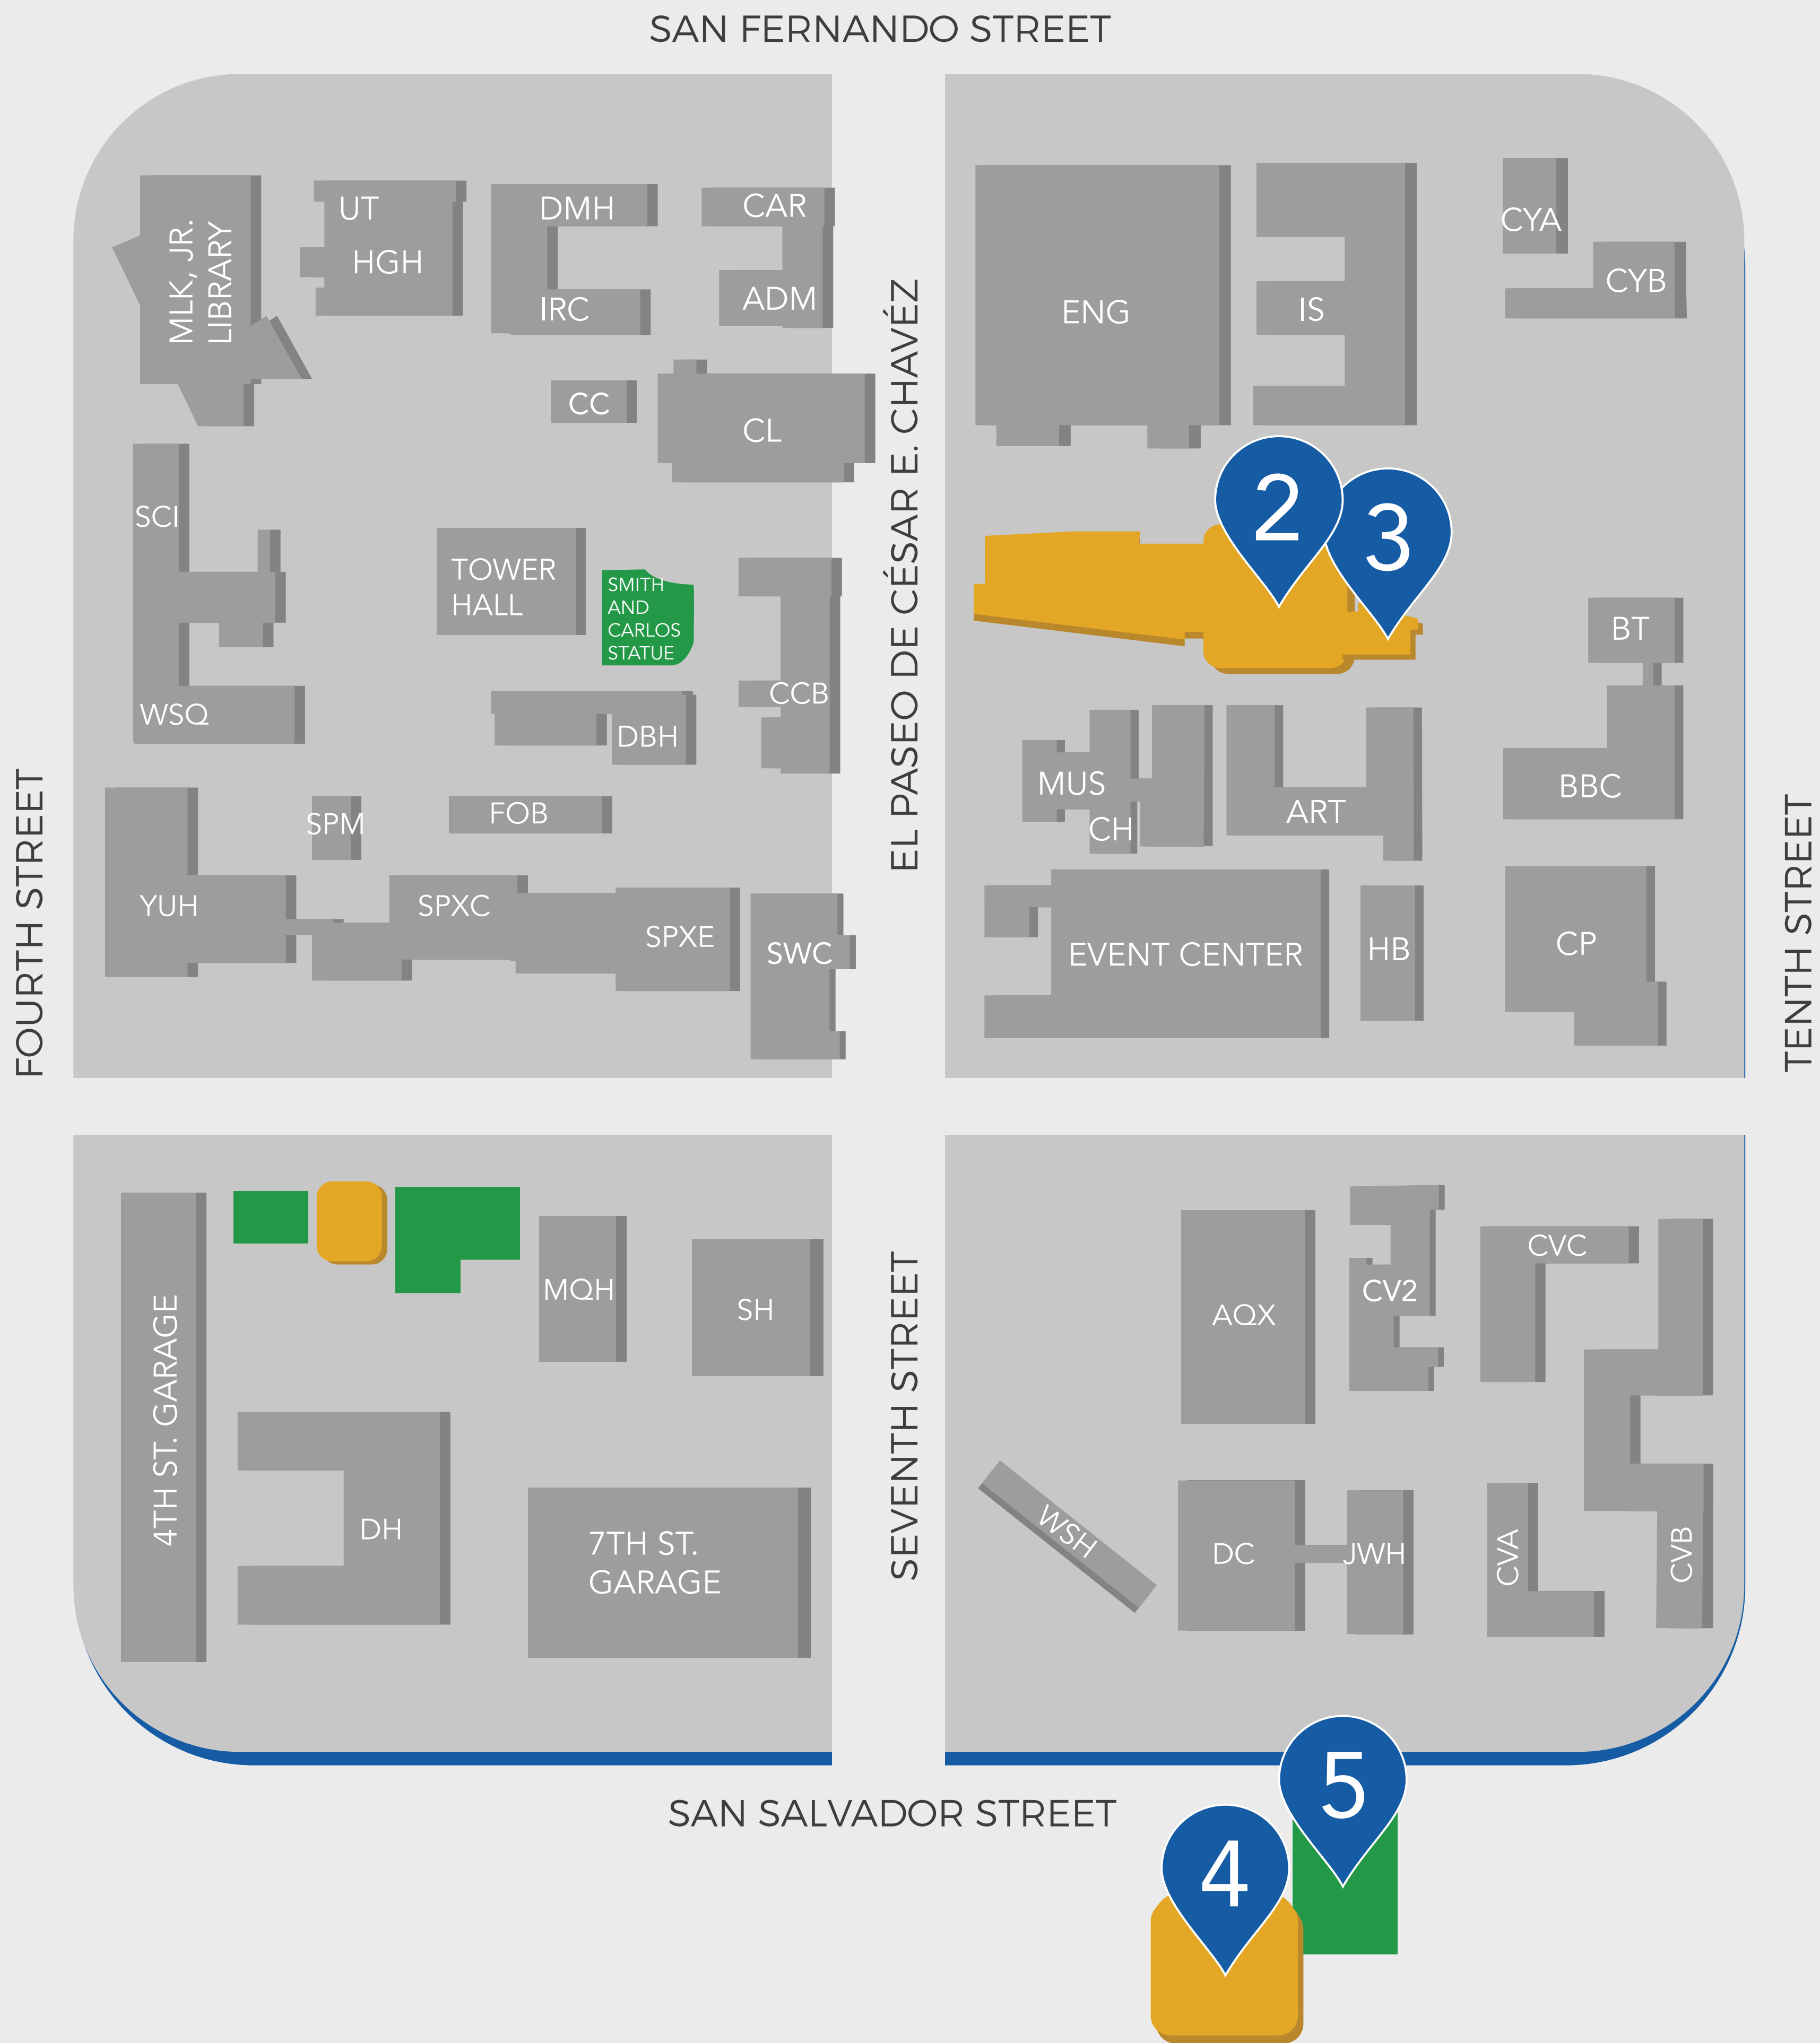 SAN FERNANDO STREET
MLK, JR.
LIBRARY
UT
HGH
DMH
IRC
CAR
ADM
CC
CL
SCI
WSQ
TOWER
HALL
SMITH
AND
CARLOS
STATUE
CCB
DBH
FOB
SPM
YUH
SPXC
SPXE
SWC
FOURTH STREET
EL PASEO DE CÉSAR E. CHAVÉZ
ENG
IS
CYA
CYB
2
3
BT
BBC
MUS
CH
ART
EVENT CENTER
HB
CP
TENTH STREET
4TH ST. GARAGE
MQH
SH
DH
7TH ST.
GARAGE
SEVENTH STREET
AQX
CV2
CVC
WSH
DC
JWH
CVA
CVB
SAN SALVADOR STREET
5
4